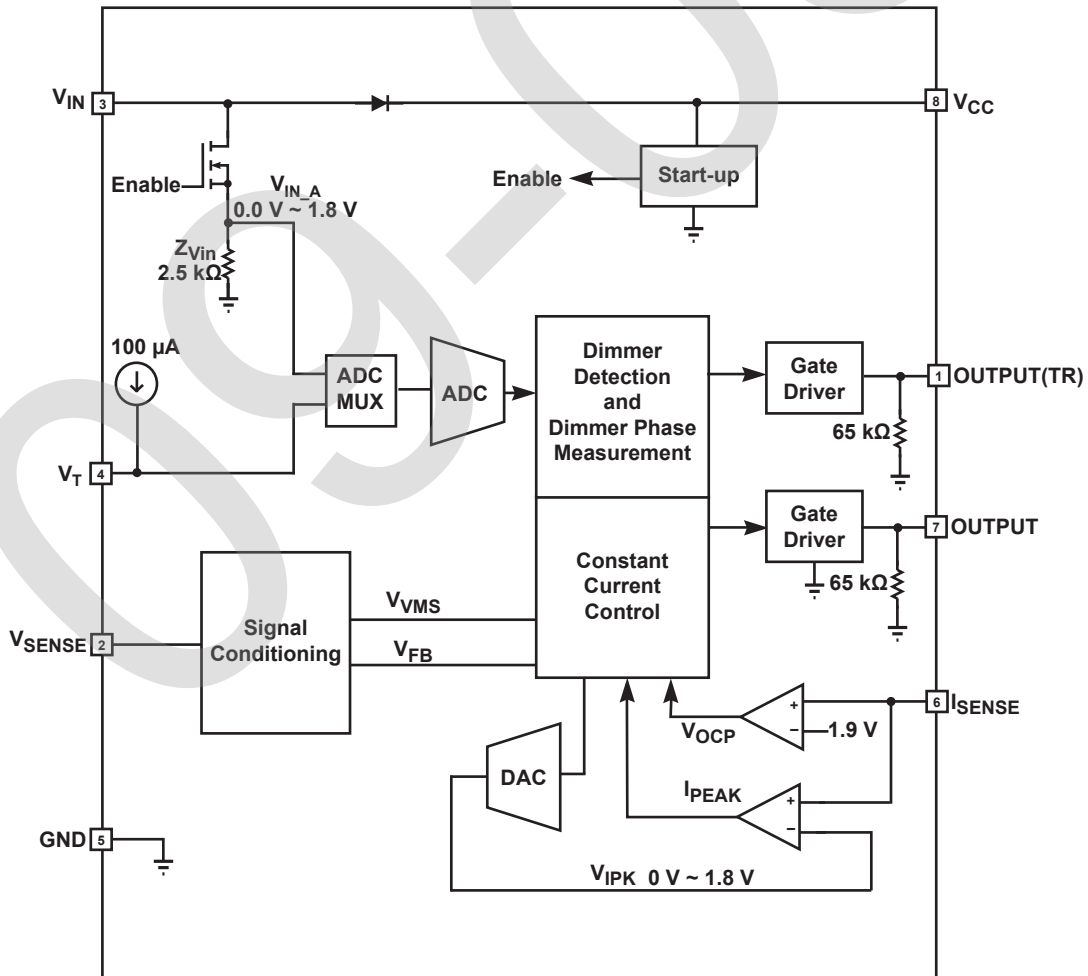 VIN 3
8 VCC
Enable
VIN_A
0.0 V ~ 1.8 V
Enable
Start-up
ZVin
2.5 kΩ
100 µA
ADC
MUX
ADC
Dimmer
Detection
and
Dimmer Phase
Measurement
Gate
Driver
1 OUTPUT(TR)
65 kΩ
VT 4
Gate
Driver
7 OUTPUT
65 kΩ
Constant
Current
Control
VSENSE 2
Signal
Conditioning
VVMS
VFB
6 ISENSE
VOCP
+
–
1.9 V
DAC
IPEAK
+
–
GND 5
VIPK 0 V ~ 1.8 V